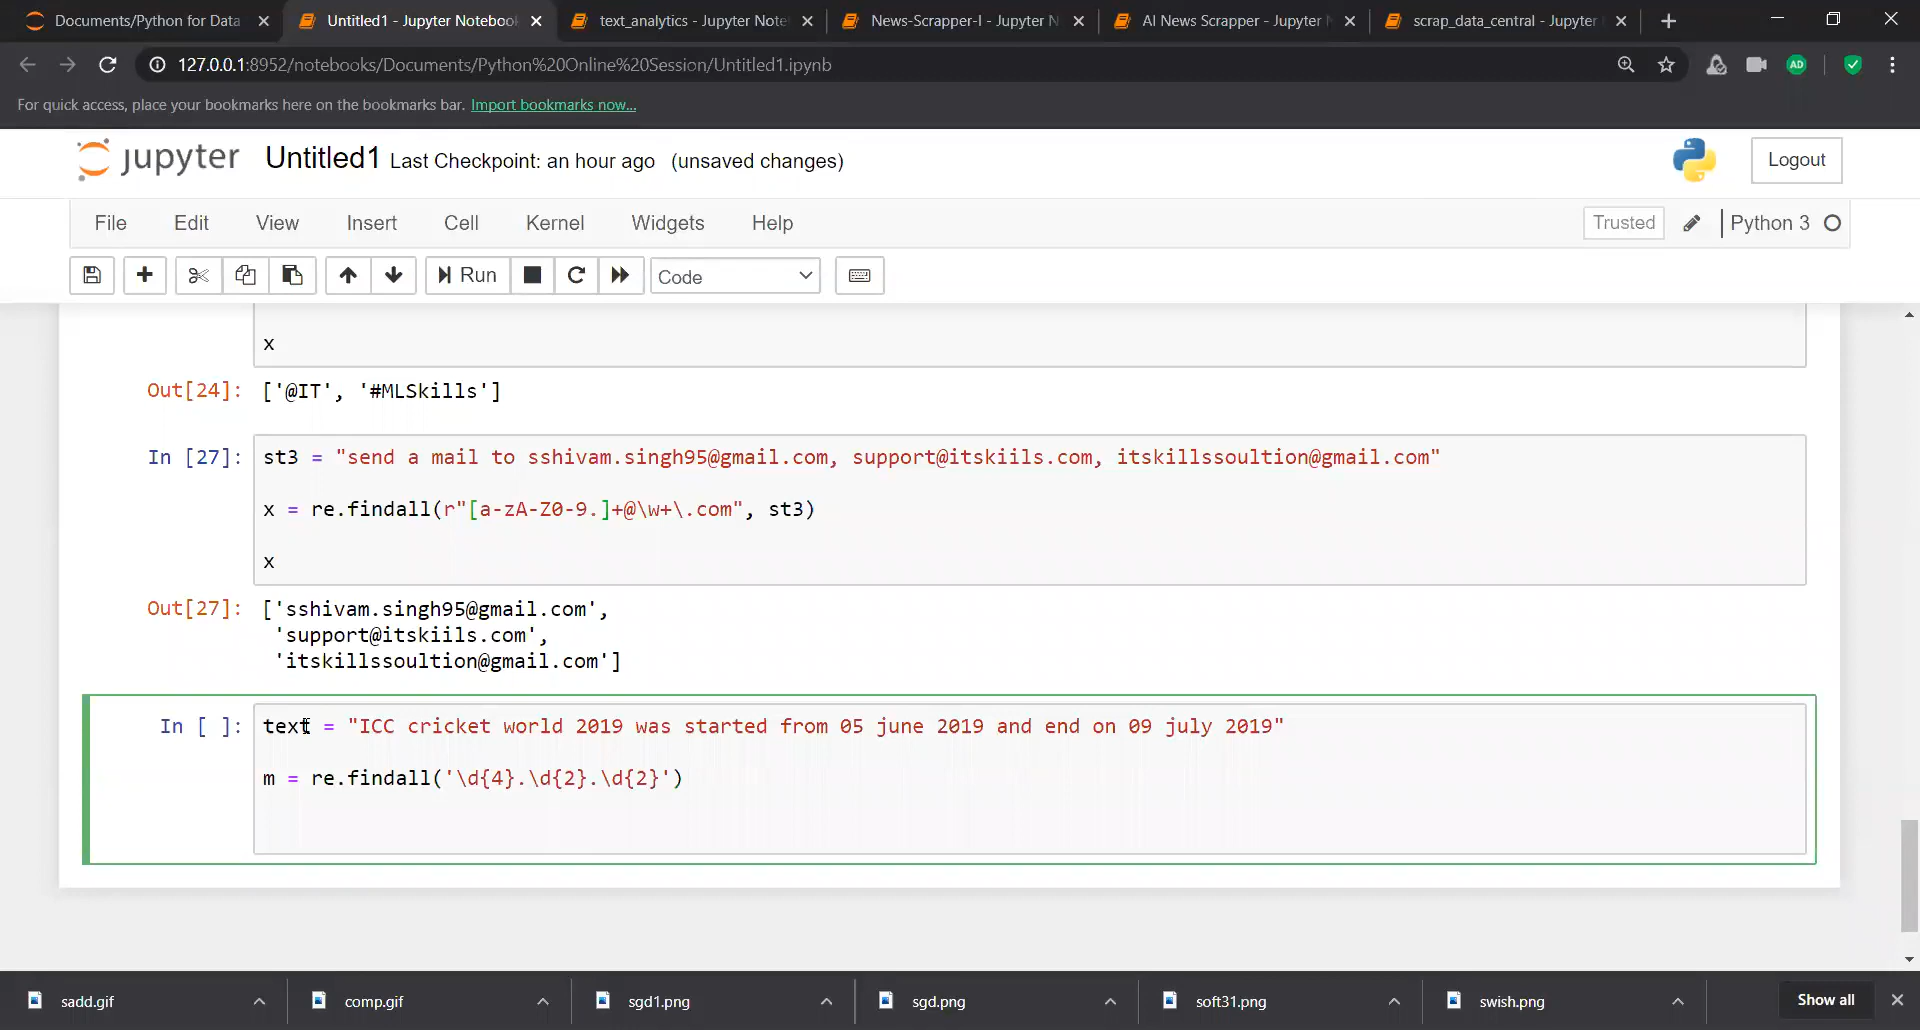 Documents/Python for Data
Untitled1 - Jupyter Notebook
text_analytics - Jupyter Note
News-Scrapper-I - Jupyter N
AI News Scrapper - Jupyter
scrap_data_central - Jupyter
127.0.0.1:8952/notebooks/Documents/Python%20Online%20Session/Untitled1.ipynb
AD
For quick access, place your bookmarks here on the bookmarks bar. Import bookmarks now...
jupyter Untitled1 Last Checkpoint: an hour ago (unsaved changes)
Logout
File Edit View Insert Cell Kernel Widgets Help
Trusted Python 3
Run Code
x
Out[24]: ['@IT', '#MLSkills']
In [27]: st3 = "send a mail to sshivam.singh95@gmail.com, support@itskiils.com, itskillssoultion@gmail.com"
x = re.findall(r"[a-zA-Z0-9.]+@\w+\.com", st3)
x
Out[27]: ['sshivam.singh95@gmail.com',
'support@itskiils.com',
'itskillssoultion@gmail.com']
In [ ]: text = "ICC cricket world 2019 was started from 05 june 2019 and end on 09 july 2019"
m = re.findall('\d{4}.\d{2}.\d{2}')
sadd.gif
comp.gif
sgd1.png
sgd.png
soft31.png
swish.png
Show all